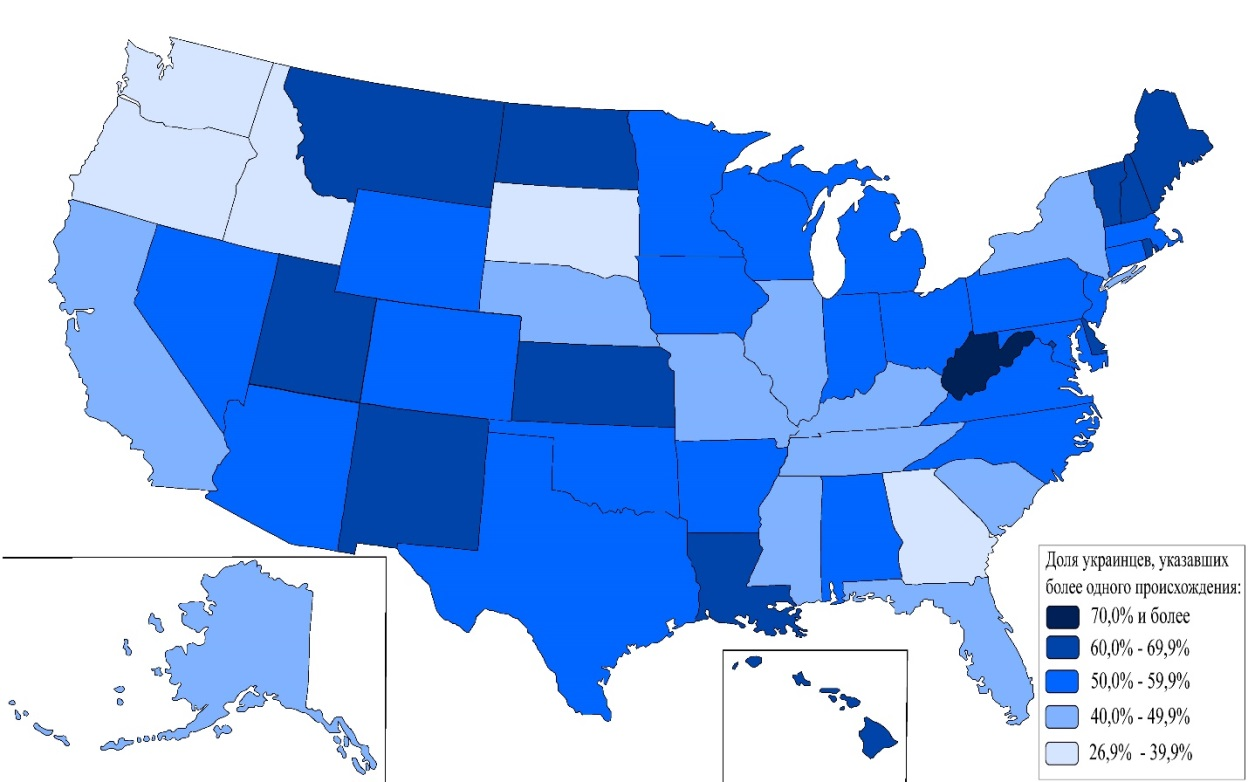 Доля украинцев, указавших
более одного происхождения:
70,0% и более
60,0% - 69,9%
50,0% - 59,9%
40,0% - 49,9%
26,9% - 39,9%